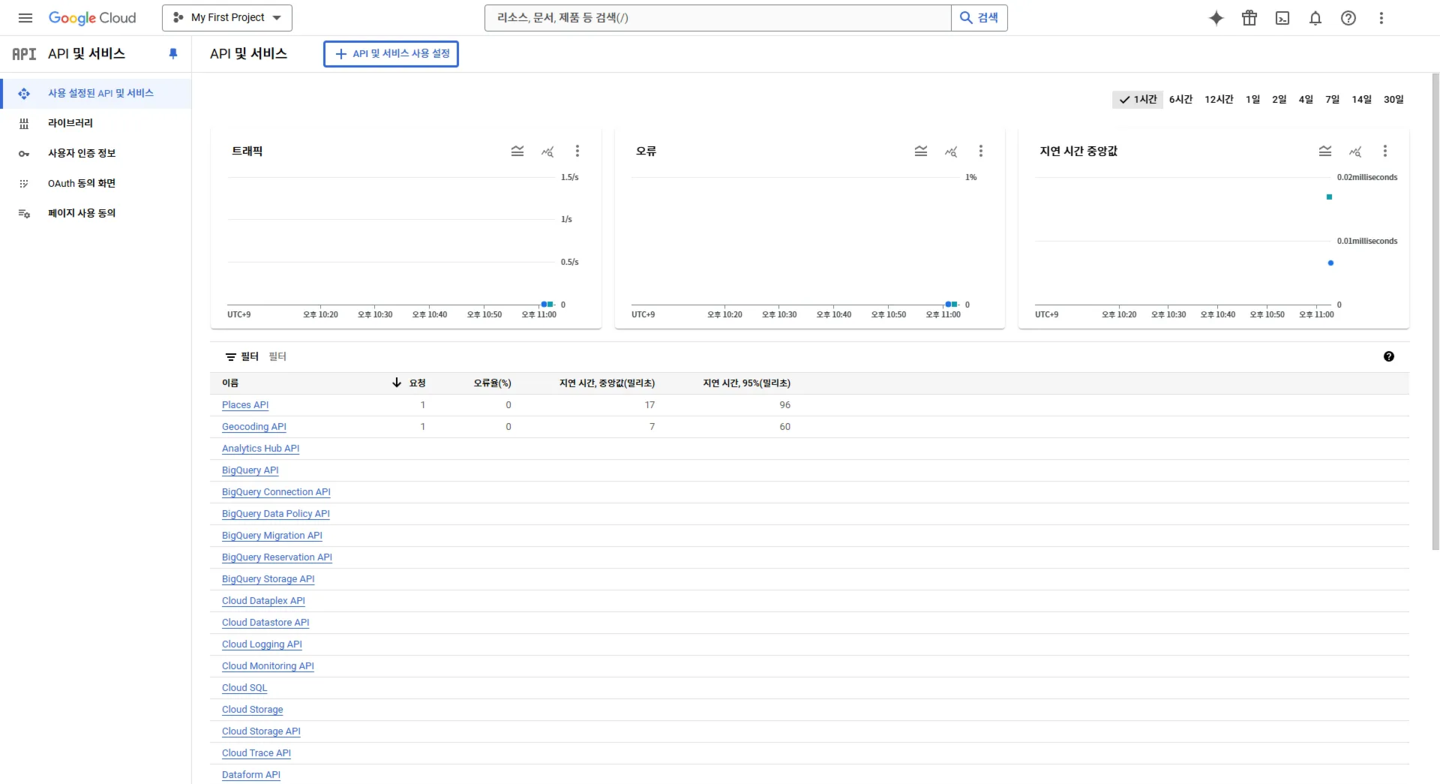 Google Cloud
My First Project
리소스, 문서, 제품 등 검색(/)
검색
API API 및 서비스
API 및 서비스
API 및 서비스 사용 설정
사용 설정된 API 및 서비스
라이브러리
사용자 인증 정보
OAuth 동의 화면
페이지 사용 동의
1시간 6시간 12시간 1일 2일 4일 7일 14일 30일
트래픽
1.5/s
1/s
0.5/s
0
UTC+9 오후 10:20 오후 10:30 오후 10:40 오후 10:50 오후 11:00
오류
1%
0
UTC+9 오후 10:20 오후 10:30 오후 10:40 오후 10:50 오후 11:00
지연 시간 중앙값
0.02milliseconds
0.01milliseconds
0
UTC+9 오후 10:20 오후 10:30 오후 10:40 오후 10:50 오후 11:00
필터 필터
이름 요청 오류율(%) 지연 시간, 중앙값(밀리초) 지연 시간, 95%(밀리초)
Places API 1 0 17 96
Geocoding API 1 0 7 60
Analytics Hub API
BigQuery API
BigQuery Connection API
BigQuery Data Policy API
BigQuery Migration API
BigQuery Reservation API
BigQuery Storage API
Cloud Dataplex API
Cloud Datastore API
Cloud Logging API
Cloud Monitoring API
Cloud SQL
Cloud Storage
Cloud Storage API
Cloud Trace API
Dataform API